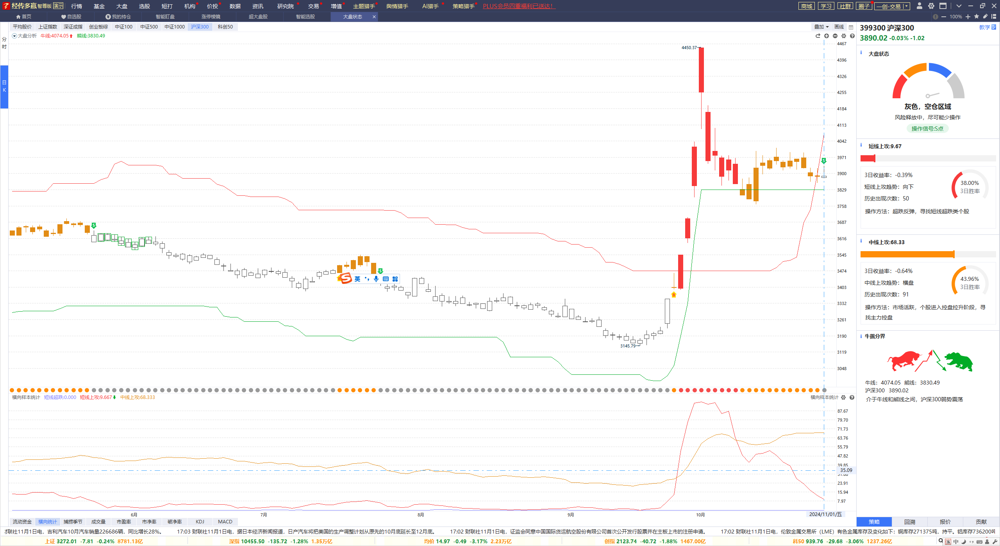 经传多赢 智尊版 演示 行情 基金 大盘 选股 短打 机构 价投 数据 资讯 研究院 交易 增值 主题猎手 舆情猎手 AI猎手 策略猎手 PLUS会员四重福利已送达! 商城 学习 社群 圈子 一创-交易
首页 自选股 我的持仓 智能盯盘 涨停棱镜 超大盘股 智能选股 大盘状态 × 100%
平均股价 上证指数 深证成指 创业板综 中证100 中证500 中证1000 沪深300 科创50 叠加 画线
大盘分析 牛线:4074.05 熊线:3830.49
分时
日K
4467
4396
4326
4255
4184
4113
4042
3971
3900
3829
3758
3687
3616
3545
3474
3403
3332
3261
3190
3119
3048
4450.37
3145.79
S
S
B
B
S
英
横向样本统计 短线超跌:0.000 短线上攻:9.667 中线上攻:68.333 横向样本统计
87.67
79.70
71.73
63.76
55.79
47.82
39.85
35.09
23.91
15.94
7.97
6月 7月 8月 9月 10月 2024/11/01/五
流动资金 横向统计 捕捞季节 成交量 市盈率 市净率 破净率 KDJ MACD
399300 沪深300 教学
3890.02 -0.03% -1.02
大盘状态
灰色，空仓区域
风险释放中，尽可能少操作
操作信号:S点
短线上攻:9.67
3日收益率：-0.39%
短线上攻趋势：向下
历史出现次数：50
38.00%
3日胜率
操作方法：超跌反弹，寻找短线超跌类个股
中线上攻:68.33
3日收益率：-0.64%
中线上攻趋势：横盘
历史出现次数：91
43.96%
3日胜率
操作方法：市场活跃，个股进入控盘拉升阶段，寻
找主力控盘
牛熊分界
牛线：4074.05 熊线：3830.49
沪深300 3890.02
介于牛线和熊线之间，沪深300弱势震荡
策略 回溯 报价 贡献
财联社11月1日电，吉利汽车10月汽车销量226686辆，同比增长28%。 17:03 财联社11月1日电，据日本经济新闻报道，日产汽车将把美国的生产调整计划从原先的10月底延长至12月底。 17:02 财联社11月1日电，证监会同意中国国际货运航空股份有限公司首次公开发行股票并在主板上市的注册申请。 17:02 财联社11月1日电，伦敦金属交易所（LME）有色金属库存及变化如下：铜库存271375吨，持平。铝库存736200吨
上证 3272.01 -7.81 -0.24% 8781.13亿 深指 10455.50 -135.72 -1.28% 1.35万亿 均价 14.97 -0.49 -3.17% 2.23万亿 创指 2123.74 -40.72 -1.88% 1467.00亿 科50 939.76 -29.68 -3.06% 1237.26亿 五 中